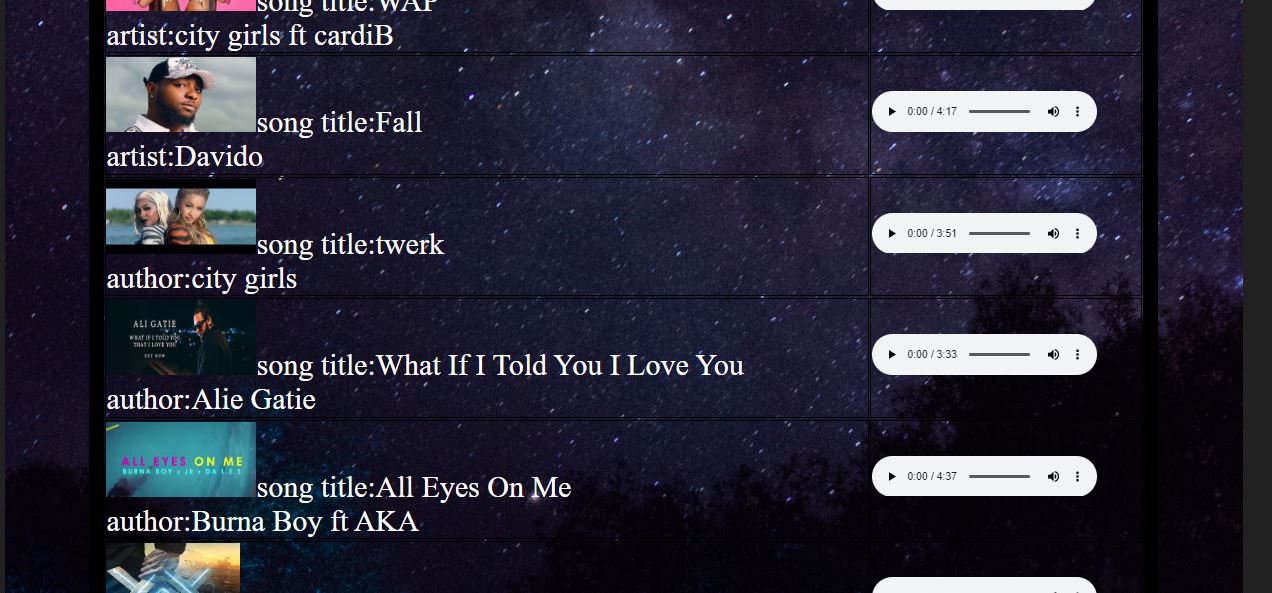 song title:WAP
artist:city girls ft cardiB
song title:Fall
0:00 / 4:17
artist:Davido
song title:twerk
0:00 / 3:51
author:city girls
ALI GATIE
WHAT IF I TOLD YOU
THAT I LOVE YOU
OUT NOW
song title:What If I Told You I Love You
0:00 / 3:33
author:Alie Gatie
ALL EYES ON ME
BURNA BOY x JR x DA L.E.S
song title:All Eyes On Me
0:00 / 4:37
author:Burna Boy ft AKA